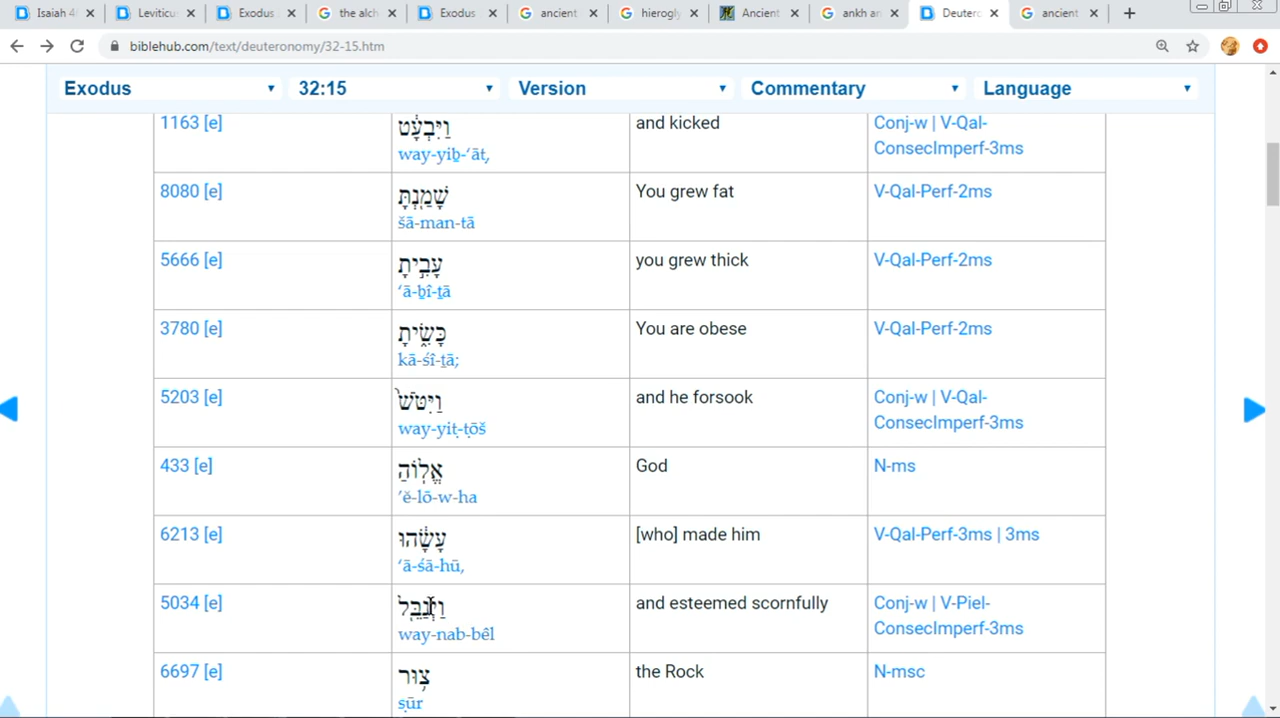 Isaiah 4
Leviticu
Exodus
the alch
Exodus
ancient
hierogly
Ancient
ankh an
Deutero
ancient
biblehub.com/text/deuteronomy/32-15.htm
Exodus 32:15 Version Commentary Language
1163 [e] וַיִּבְעָ֔ט and kicked Conj-w | V-Qal-
way-yiḇ-‘āṭ, ConsecImperf-3ms
8080 [e] שָׁמַ֖נְתָּ You grew fat V-Qal-Perf-2ms
šā-man-tā
5666 [e] עָבִ֣יתָ you grew thick V-Qal-Perf-2ms
‘ā-ḇî-ṯā
3780 [e] כָּשִׂ֑יתָ You are obese V-Qal-Perf-2ms
kā-śî-ṯā;
5203 [e] וַיִּטֹּשׁ֙ and he forsook Conj-w | V-Qal-
way-yiṭ-ṭōš ConsecImperf-3ms
433 [e] אֱל֣וֹהַ God N-ms
’ĕ-lō-w-ha
6213 [e] עָשָׂ֔הוּ [who] made him V-Qal-Perf-3ms | 3ms
‘ā-śā-hū,
5034 [e] וַיְנַבֵּ֖ל and esteemed scornfully Conj-w | V-Piel-
way-nab-bêl ConsecImperf-3ms
6697 [e] צ֥וּר the Rock N-msc
ṣūr